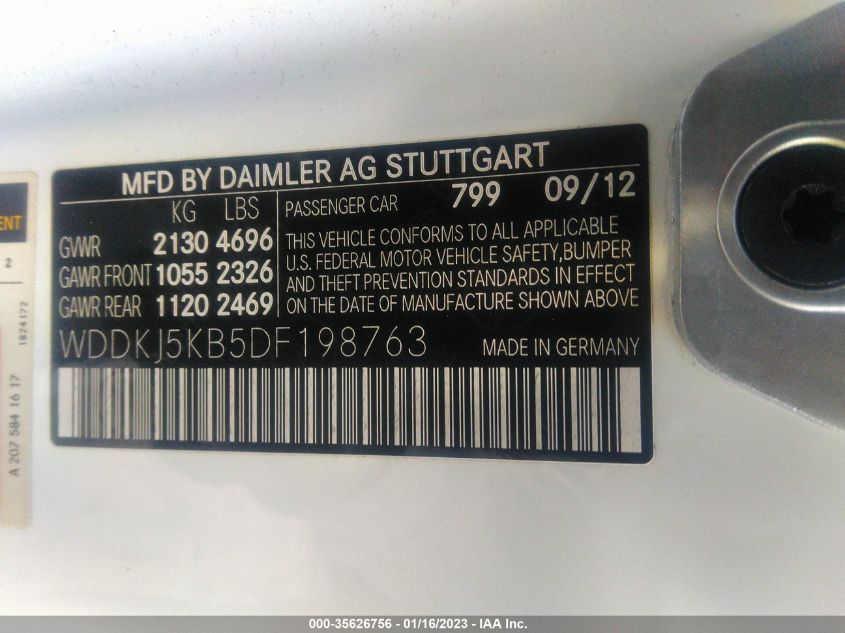 MFD BY DAIMLER AG STUTTGART
KG LBS
GVWR 2130 4696
GAWR FRONT 1055 2326
GAWR REAR 1120 2469
PASSENGER CAR 799 09/12
THIS VEHICLE CONFORMS TO ALL APPLICABLE
U.S. FEDERAL MOTOR VEHICLE SAFETY, BUMPER
AND THEFT PREVENTION STANDARDS IN EFFECT
ON THE DATE OF MANUFACTURE SHOWN ABOVE
WDDKJ5KB5DF198763 MADE IN GERMANY
2
1824172
A 207 584 16 17
000-35626756 - 01/16/2023 - IAA Inc.